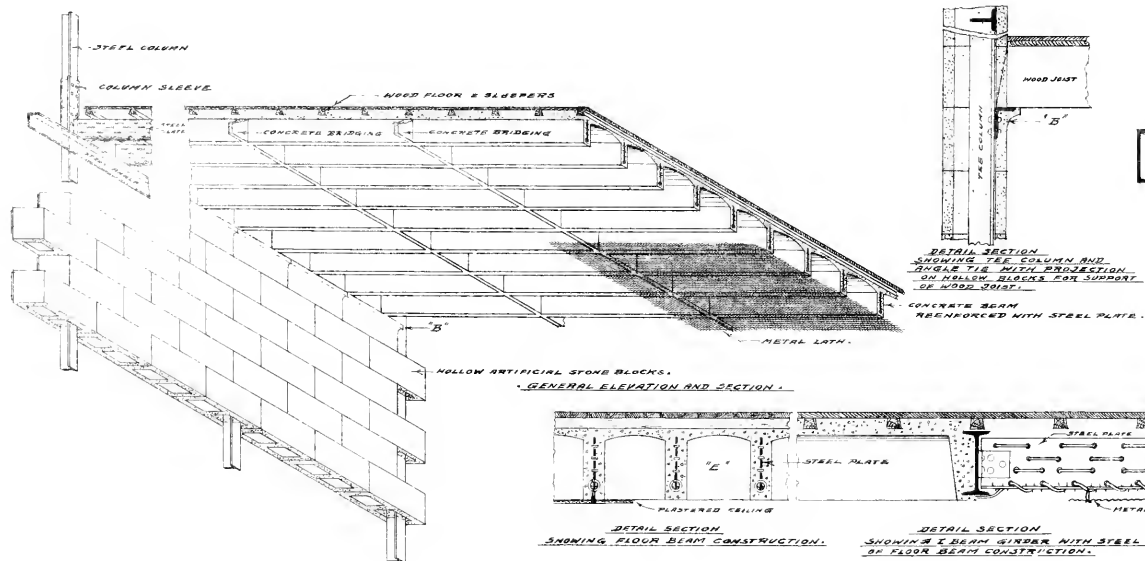 STEEL COLUMN
COLUMN SLEEVE
WOOD FLOOR & SLEEPERS
CONCRETE BRIDGING
CONCRETE BRIDGING
"B"
HOLLOW ARTIFICIAL STONE BLOCKS.
. GENERAL ELEVATION AND SECTION .
METAL LATH.
CONCRETE BEAM
REENFORCED WITH STEEL PLATE.
TEE COLUMN
WOOD JOIST
"B"
DETAIL SECTION
SHOWING TEE COLUMN AND
ANGLE TIE WITH PROJECTION
ON HOLLOW BLOCKS FOR SUPPORT
OF WOOD JOIST.
"E"
STEEL PLATE
PLASTERED CEILING
DETAIL SECTION
SHOWING FLOOR BEAM CONSTRUCTION.
STEEL PLATE
METAL
DETAIL SECTION
SHOWING I BEAM GIRDER WITH STEEL
OF FLOOR BEAM CONSTRUCTION.